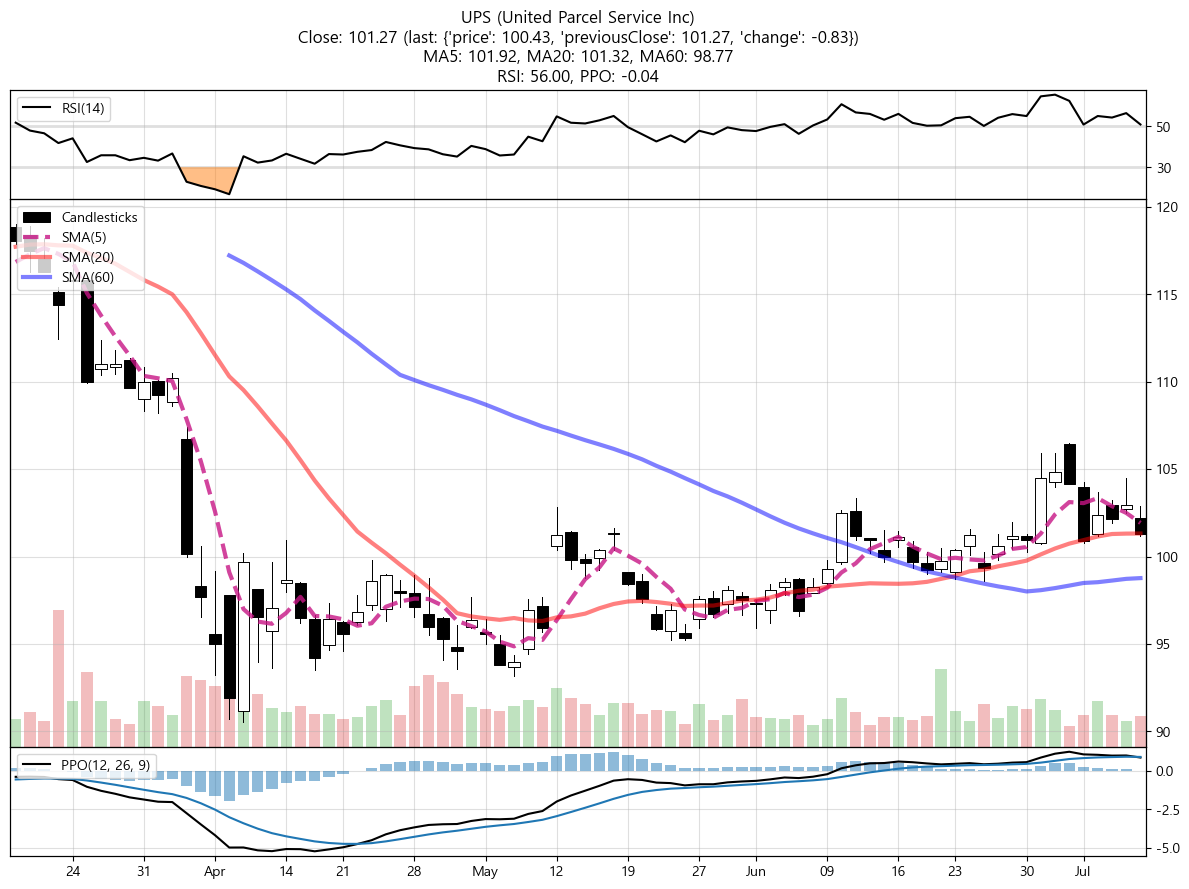 UPS (United Parcel Service Inc)
Close: 101.27 (last: {'price': 100.43, 'previousClose': 101.27, 'change': -0.83})
MA5: 101.92, MA20: 101.32, MA60: 98.77
RSI: 56.00, PPO: -0.04
RSI(14)
50
30
Candlesticks
SMA(5)
SMA(20)
SMA(60)
120
115
110
105
100
95
90
PPO(12, 26, 9)
0.0
-2.5
-5.0
24 31 Apr 14 21 28 May 12 19 27 Jun 09 16 23 30 Jul